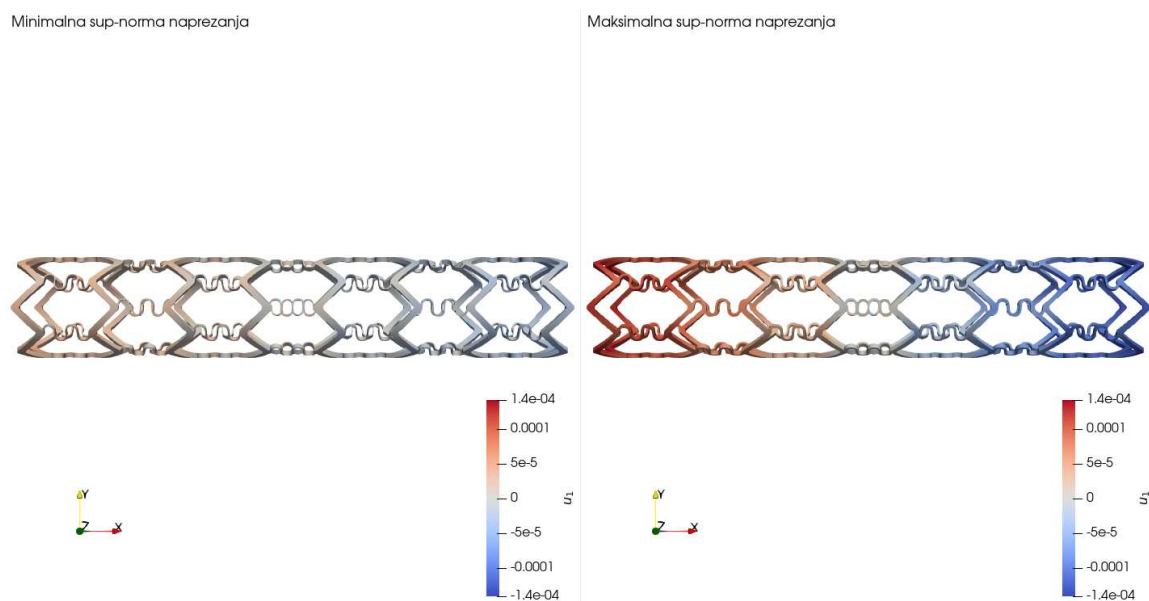 Minimalna sup-norma naprezanja
Maksimalna sup-norma naprezanja
1.4e-04
0.0001
5e-5
0
-5e-5
-0.0001
-1.4e-04
u₁
Y
Z
X
1.4e-04
0.0001
5e-5
0
-5e-5
-0.0001
-1.4e-04
u₁
Y
Z
X